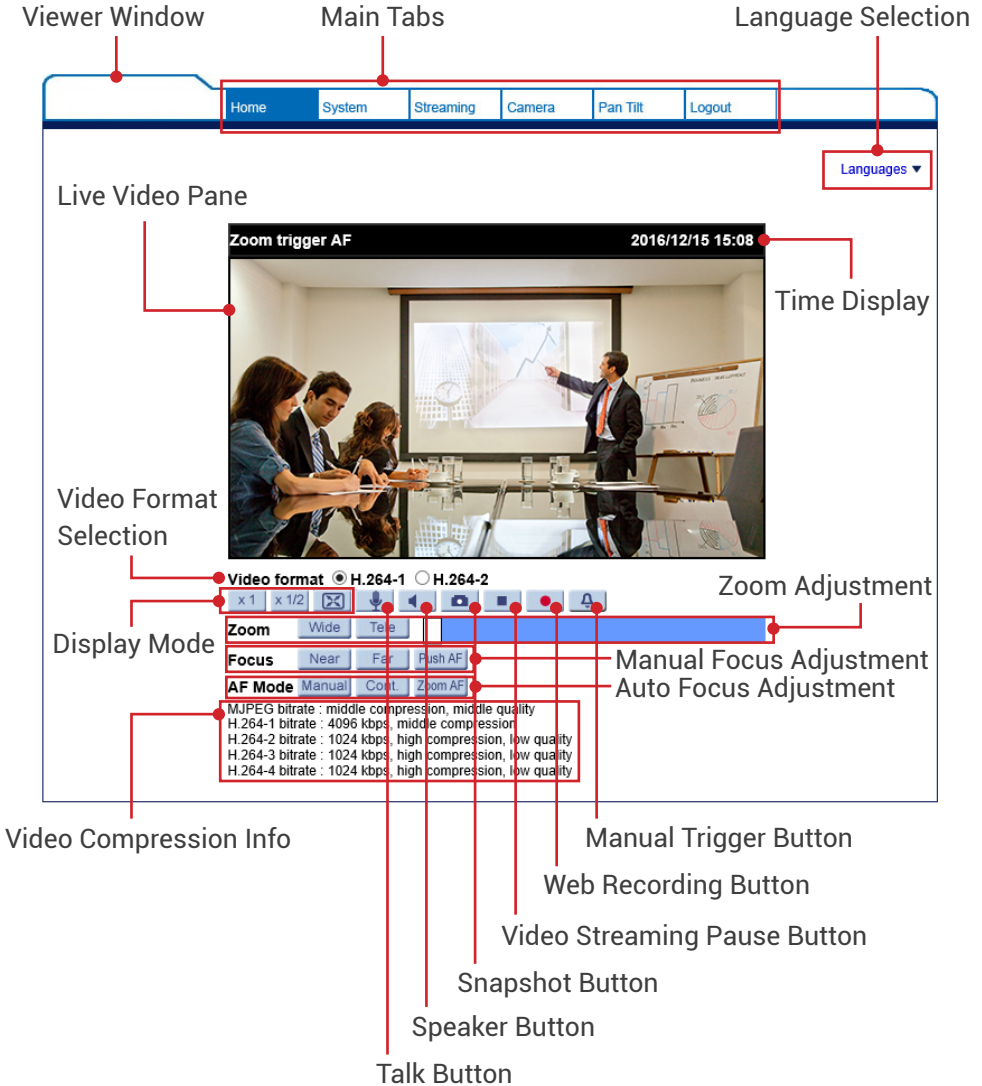 Viewer Window
Main Tabs
Language Selection
Home
System
Streaming
Camera
Pan Tilt
Logout
Languages
Live Video Pane
Zoom trigger AF
2016/12/15 15:08
Time Display
BUSINESS DEVELOPMENT
Video Format
Selection
Video format H.264-1 H.264-2
Zoom Adjustment
x 1
x 1/2
Display Mode
Zoom Wide Tele
Focus Near Far Push AF
Manual Focus Adjustment
AF Mode Manual Cont. Zoom AF
Auto Focus Adjustment
MJPEG bitrate : middle compression, middle quality
H.264-1 bitrate : 4096 kbps, middle compression
H.264-2 bitrate : 1024 kbps, high compression, low quality
H.264-3 bitrate : 1024 kbps, high compression, low quality
H.264-4 bitrate : 1024 kbps, high compression, low quality
Video Compression Info
Manual Trigger Button
Web Recording Button
Video Streaming Pause Button
Snapshot Button
Speaker Button
Talk Button